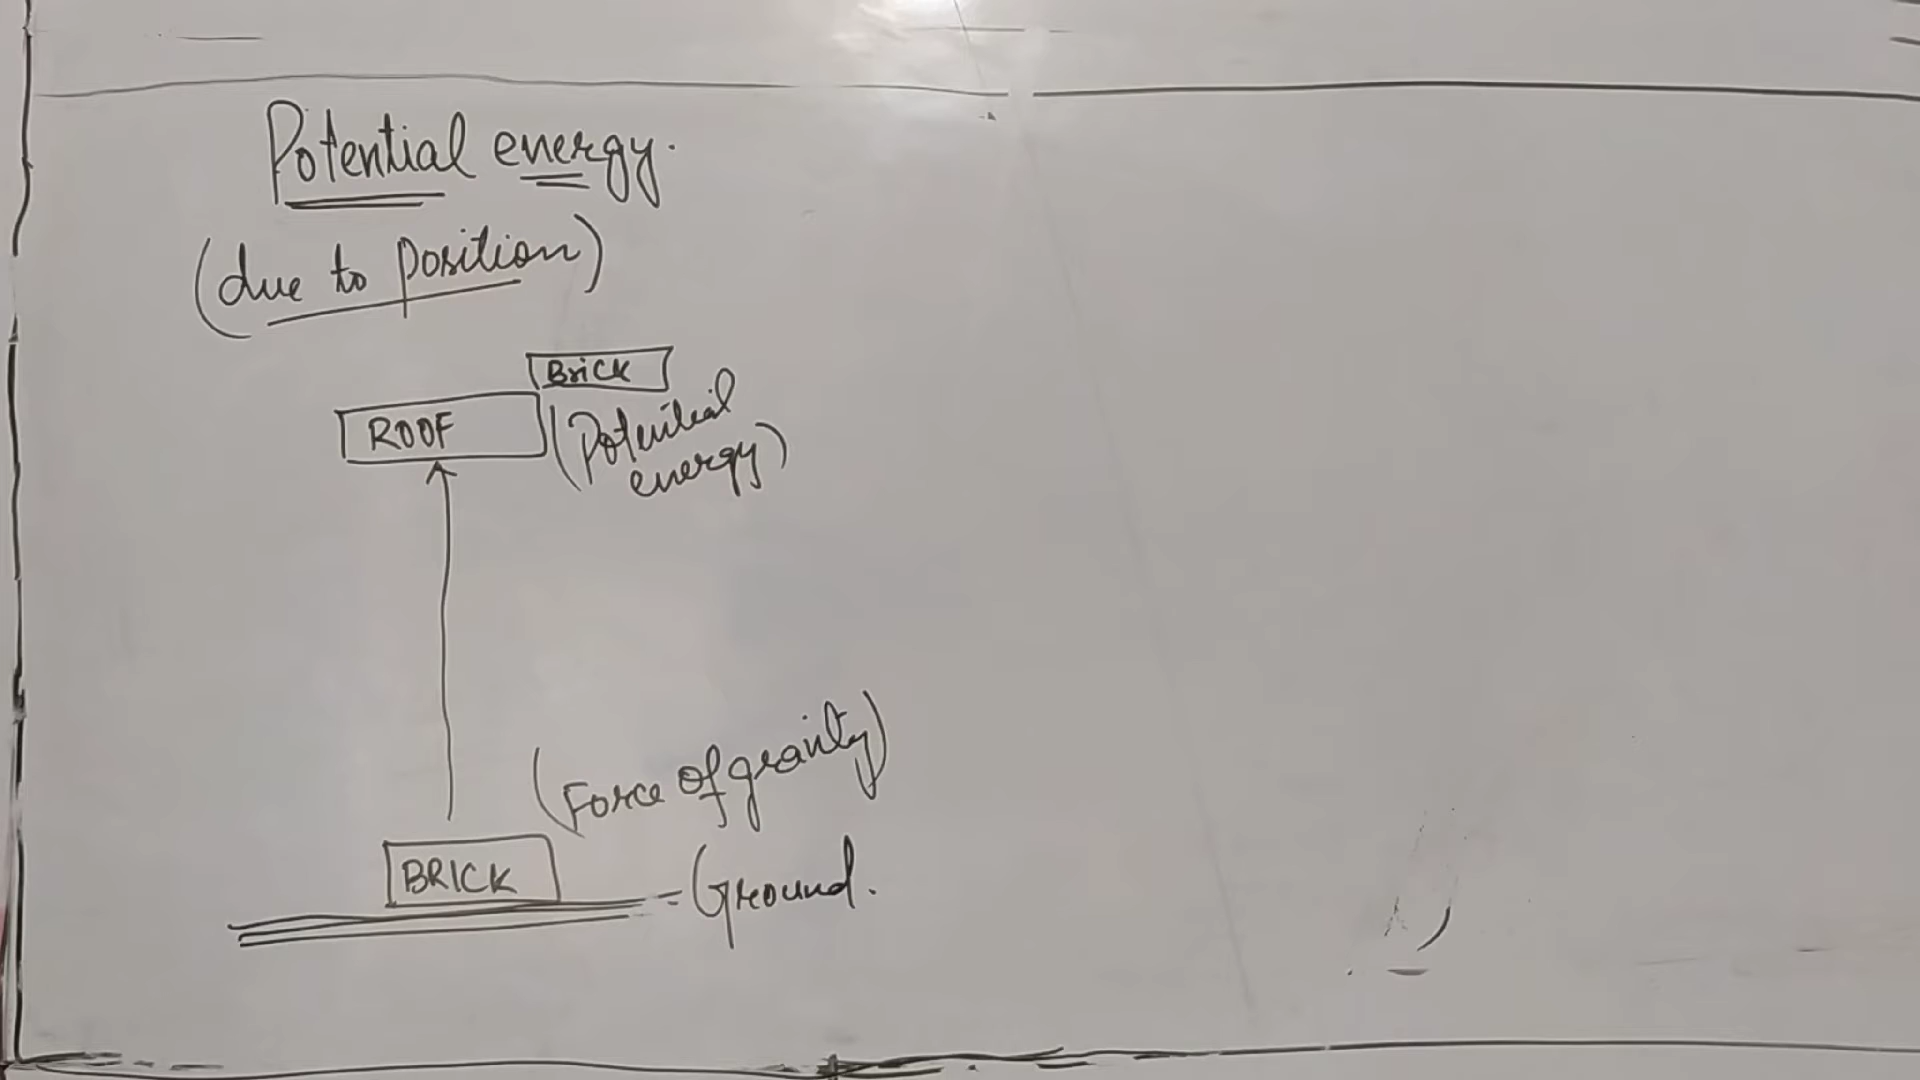 Potential energy.
(due to position)
Brick
ROOF
(Potential
energy)
(Force of gravity)
BRICK
Ground.